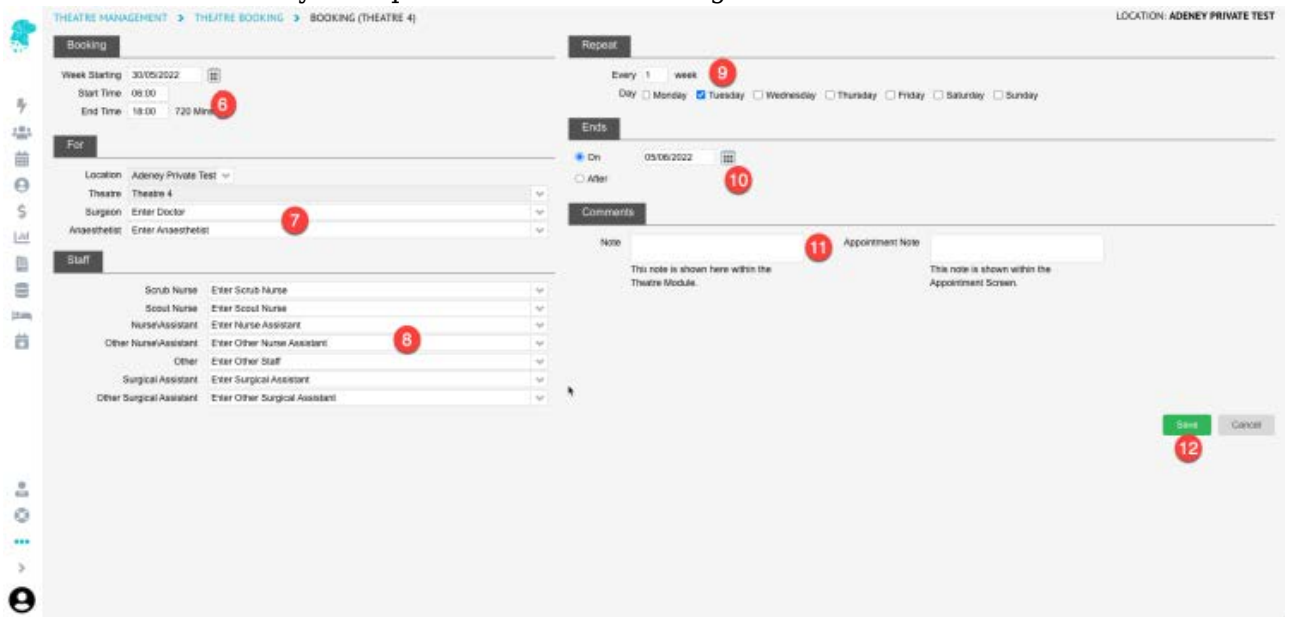 THEATRE MANAGEMENT > THEATRE BOOKING > BOOKING (THEATRE 4)
LOCATION: ADENEY PRIVATE TEST
Booking
Week Starting 30/05/2022
Start Time 06:00
End Time 18:00 720
6
For
Location Adeney Private Test
Theatre Theatre 4
Surgeon Enter Doctor
Anaesthetist Enter Anaesthetist
7
Staff
Scrub Nurse Enter Scrub Nurse
Scout Nurse Enter Scout Nurse
Nurse\Assistant Enter Nurse Assistant
Other Nurse\Assistant Enter Other Nurse Assistant
8
Other Enter Other Staff
Surgical Assistant Enter Surgical Assistant
Other Surgical Assistant Enter Other Surgical Assistant
Repeat
Every 1 week
9
Day Monday Tuesday Wednesday Thursday Friday Saturday Sunday
Ends
On 05/06/2022
After
10
Comments
Note
11
Appointment Note
This note is shown here within the
Theatre Module.
This note is shown within the
Appointment Screen.
Save Cancel
12